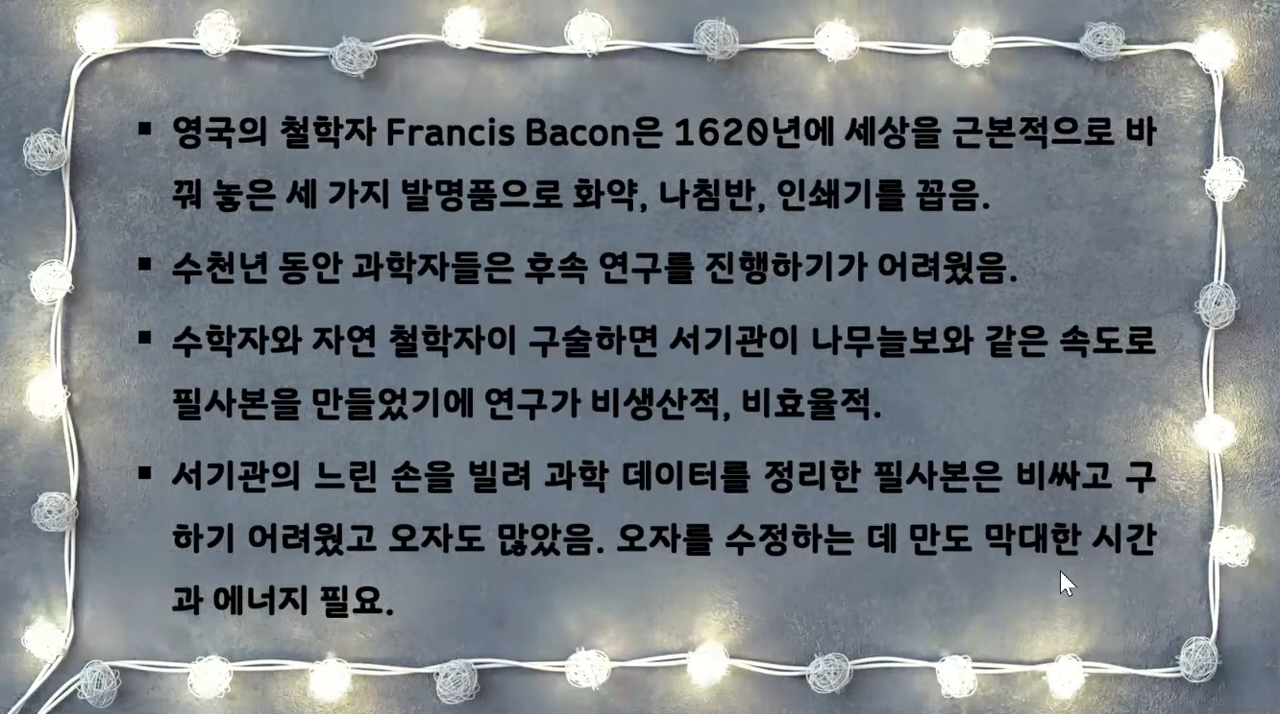 ▪ 영국의 철학자 Francis Bacon은 1620년에 세상을 근본적으로 바
꿔 놓은 세 가지 발명품으로 화약, 나침반, 인쇄기를 꼽음.
▪ 수천년 동안 과학자들은 후속 연구를 진행하기가 어려웠음.
▪ 수학자와 자연 철학자이 구술하면 서기관이 나무늘보와 같은 속도로
필사본을 만들었기에 연구가 비생산적, 비효율적.
▪ 서기관의 느린 손을 빌려 과학 데이터를 정리한 필사본은 비싸고 구
하기 어려웠고 오자도 많았음. 오자를 수정하는 데 만도 막대한 시간
과 에너지 필요.